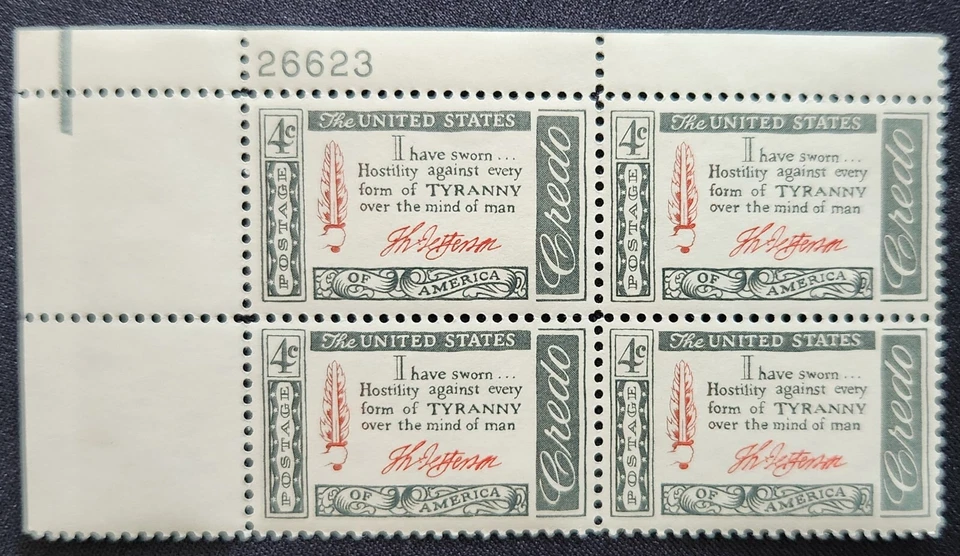 26623
The UNITED STATES
4c
POSTAGE
I have sworn ...
Hostility against every
form of TYRANNY
over the mind of man
Th Jefferson
OF AMERICA
Credo
The UNITED STATES
4c
POSTAGE
I have sworn ...
Hostility against every
form of TYRANNY
over the mind of man
Th Jefferson
OF AMERICA
Credo
The UNITED STATES
4c
POSTAGE
I have sworn ...
Hostility against every
form of TYRANNY
over the mind of man
Th Jefferson
OF AMERICA
Credo
The UNITED STATES
4c
POSTAGE
I have sworn ...
Hostility against every
form of TYRANNY
over the mind of man
Th Jefferson
OF AMERICA
Credo